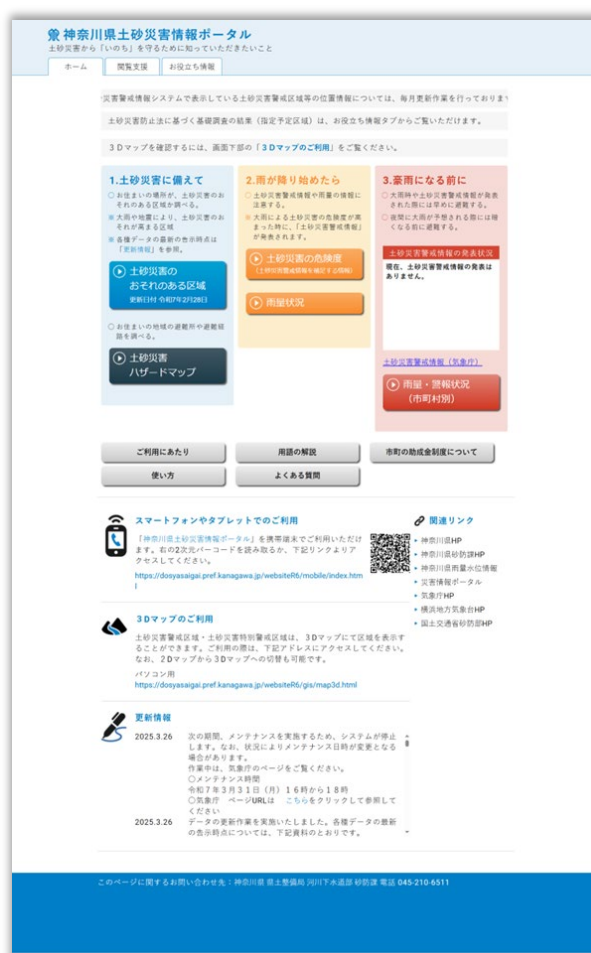 神奈川県土砂災害情報ポータル
土砂災害から「いのち」を守るために知っていただきたいこと
ホーム 閲覧支援 お役立ち情報
災害警戒情報システムで表示している土砂災害警戒区域等の位置情報については、毎月更新作業を行っておりま
土砂災害防止法に基づく基礎調査の結果（指定予定区域）は、お役立ち情報タブからご覧いただけます。
３Ｄマップを確認するには、画面下部の「３Ｄマップのご利用」をご覧ください。
1.土砂災害に備えて
○お住まいの場所が、土砂災害のお
それのある区域か調べる。
※大雨や地震により、土砂災害のお
それが高まる区域
※各種データの最新の告示時点は
「更新情報」を参照。
土砂災害の
おそれのある区域
更新日付 令和7年2月28日
○お住まいの地域の避難所や避難経
路を調べる。
土砂災害
ハザードマップ
2.雨が降り始めたら
○土砂災害警戒情報や雨量の情報に
注意する。
※大雨による土砂災害の危険度が高
まった時に、「土砂災害警戒情報」
が発表されます。
土砂災害の危険度
（土砂災害警戒情報を補足する情報）
雨量状況
3.豪雨になる前に
○大雨時や土砂災害警戒情報が発表
された際には早めに避難する。
○夜間に大雨が予想される際には暗
くなる前に避難する。
土砂災害警戒情報の発表状況
現在、土砂災害警戒情報の発表は
ありません。
土砂災害警戒情報（気象庁）
雨量・警報状況
（市町村別）
ご利用にあたり 用語の解説 市町の助成金制度について
使い方 よくある質問
スマートフォンやタブレットでのご利用
「神奈川県土砂災害情報ポータル」を携帯端末でご利用いただけ
ます。右の2次元バーコードを読み取るか、下記リンクよりア
クセスしてください。
https://dosyasaigai.pref.kanagawa.jp/websiteR6/mobile/index.htm
l
関連リンク
神奈川県HP
神奈川県砂防課HP
神奈川県雨量水位情報
災害情報ポータル
気象庁HP
横浜地方気象台HP
国土交通省砂防部HP
３Ｄマップのご利用
土砂災害警戒区域・土砂災害特別警戒区域は、３Ｄマップにて区域を表示す
ることができます。ご利用の際は、下記アドレスにアクセスしてください。
なお、２Ｄマップから３Ｄマップへの切替も可能です。
パソコン用
https://dosyasaigai.pref.kanagawa.jp/websiteR6/gis/map3d.html
更新情報
2025.3.26 次の期間、メンテナンスを実施するため、システムが停止
します。なお、状況によりメンテナンス日時が変更となる
場合があります。
作業中は、気象庁のページをご覧ください。
○メンテナンス時間
令和７年３月３１日（月）１６時から１８時
○気象庁　ページURLは　こちらをクリックして参照して
ください
2025.3.26 データの更新作業を実施いたしました。各種データの最新
の告示時点については、下記資料のとおりです。
このページに関するお問い合わせ先：神奈川県 県土整備局 河川下水道部 砂防課 電話 045-210-6511